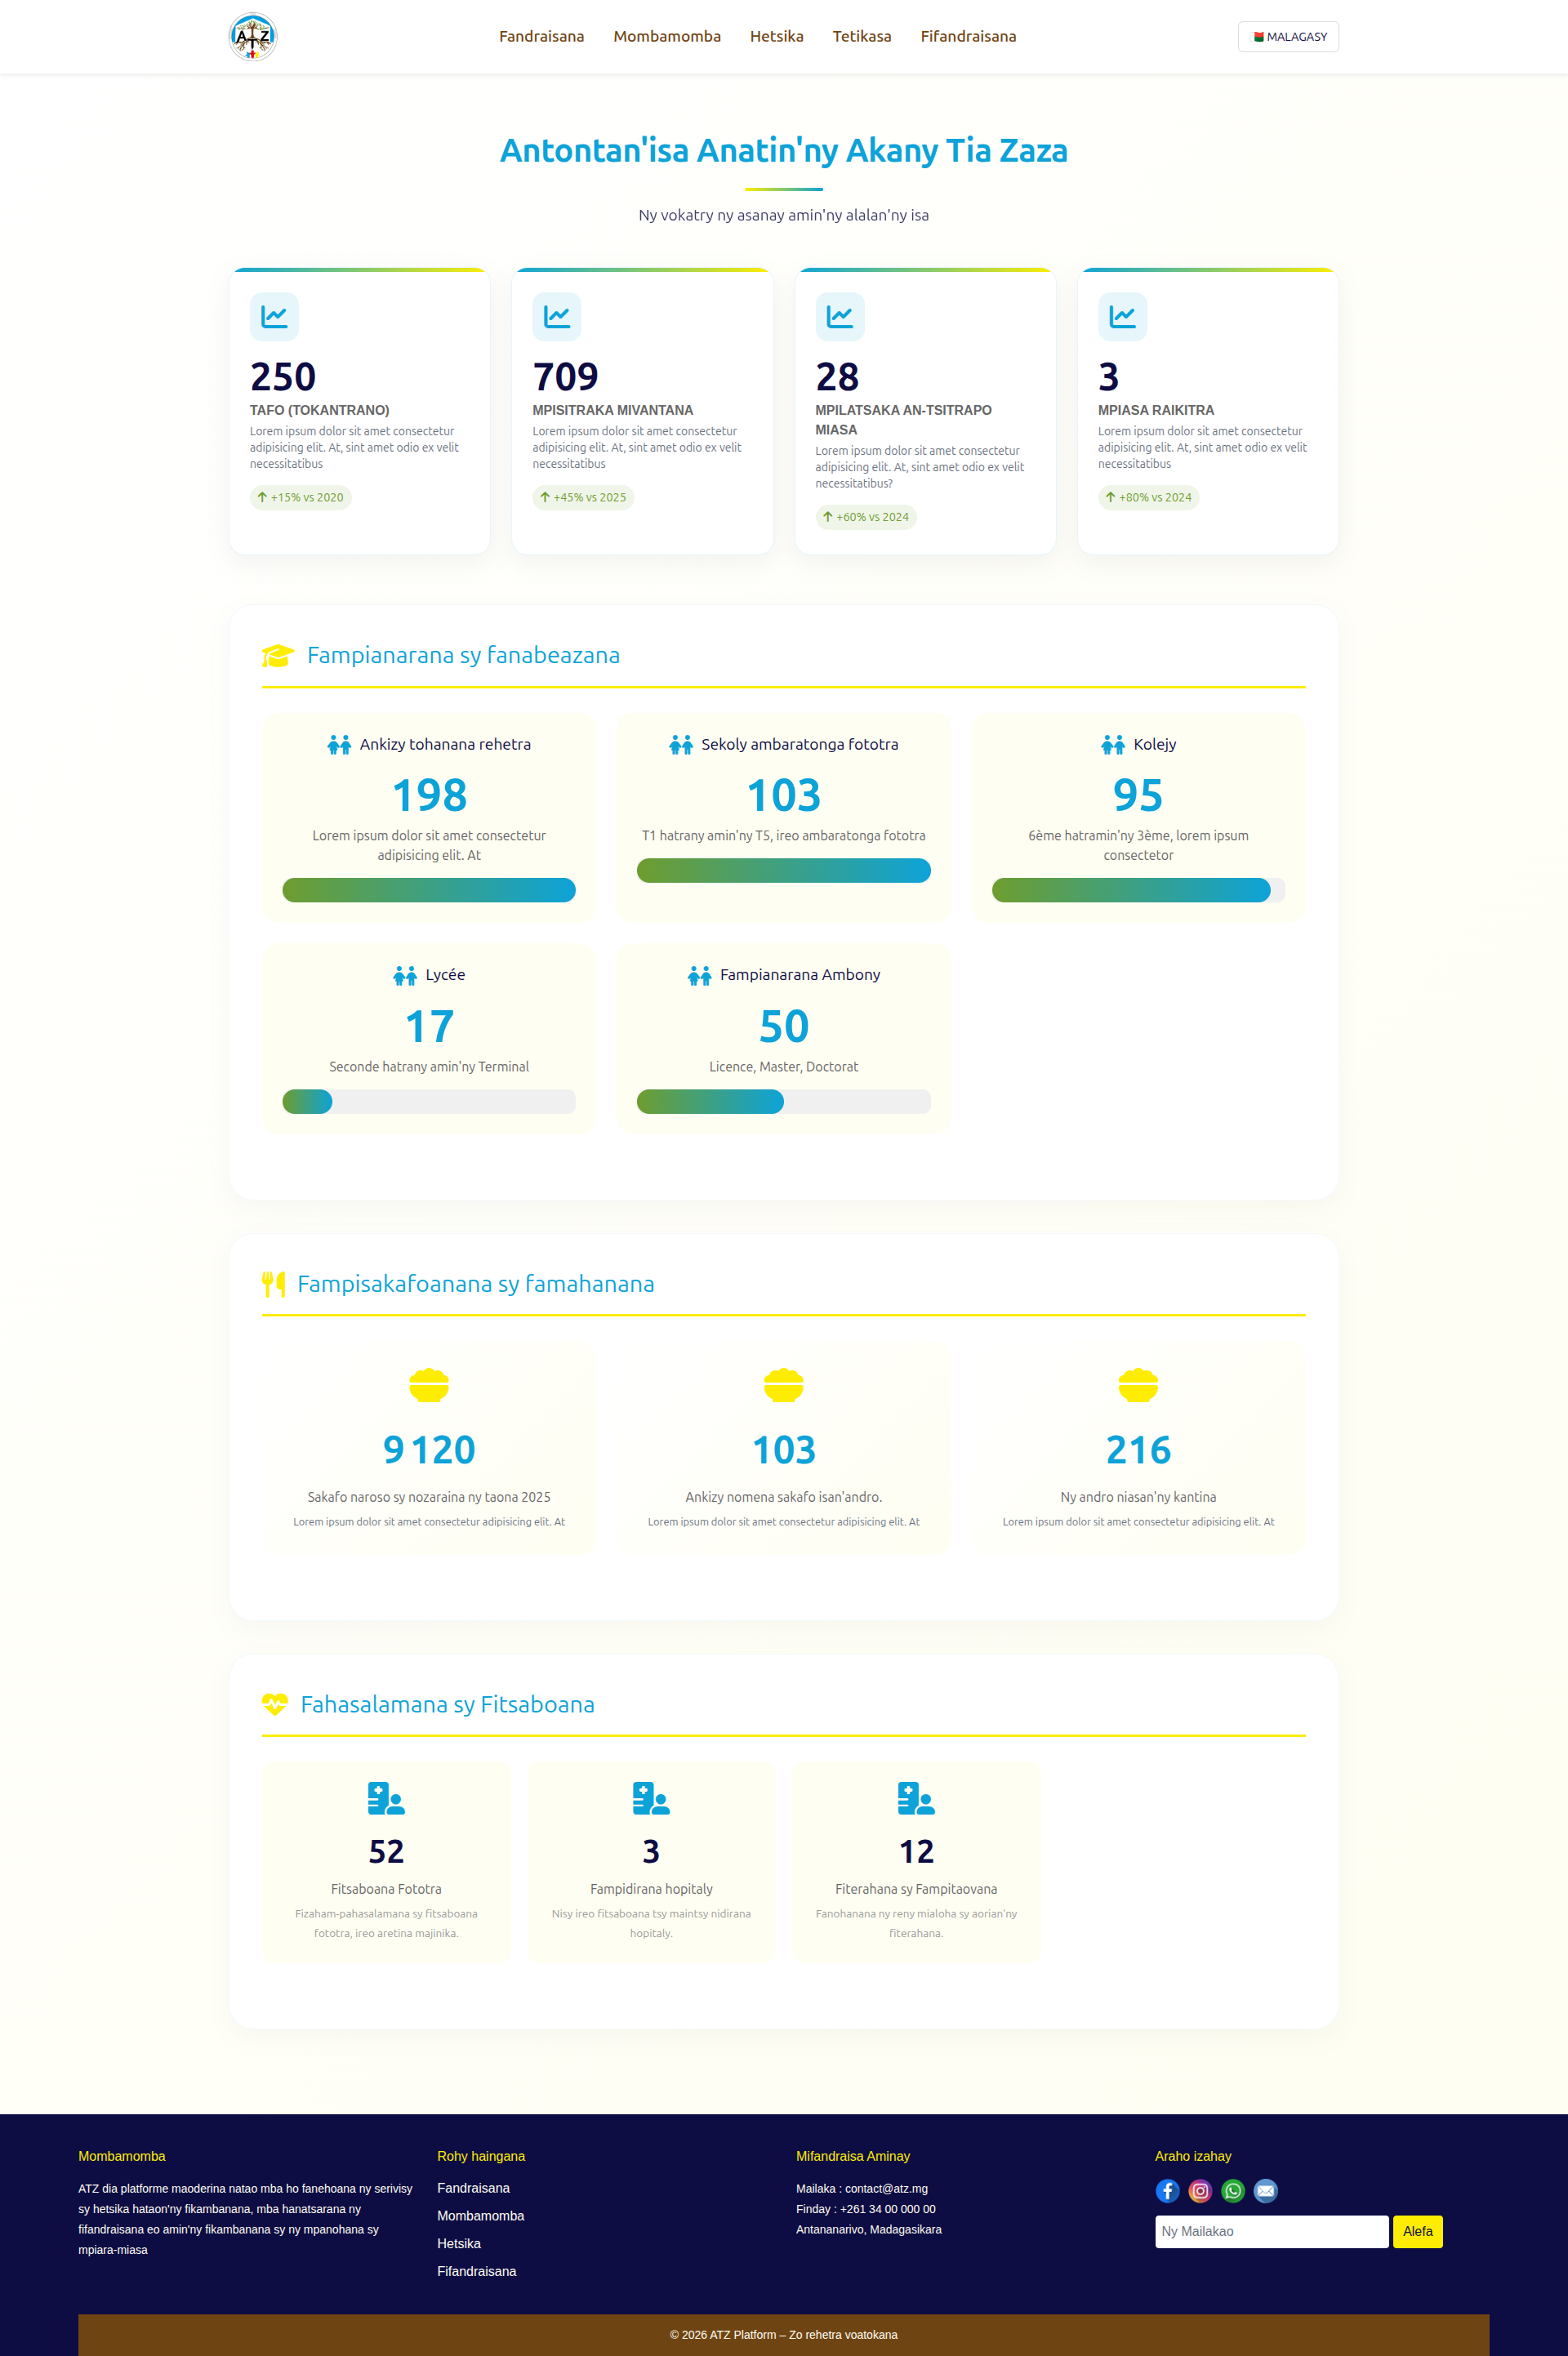 ATZ
Fandraisana
Mombamomba
Hetsika
Tetikasa
Fifandraisana
MALAGASY
Antontan'isa Anatin'ny Akany Tia Zaza
Ny vokatry ny asanay amin'ny alalan'ny isa
250
TAFO (TOKANTRANO)
Lorem ipsum dolor sit amet consectetur
adipisicing elit. At, sint amet odio ex velit
necessitatibus
+15% vs 2020
709
MPISITRAKA MIVANTANA
Lorem ipsum dolor sit amet consectetur
adipisicing elit. At, sint amet odio ex velit
necessitatibus
+45% vs 2025
28
MPILATSAKA AN-TSITRAPO
MIASA
Lorem ipsum dolor sit amet consectetur
adipisicing elit. At, sint amet odio ex velit
necessitatibus?
+60% vs 2024
3
MPIASA RAIKITRA
Lorem ipsum dolor sit amet consectetur
adipisicing elit. At, sint amet odio ex velit
necessitatibus
+80% vs 2024
Fampianarana sy fanabeazana
Ankizy tohanana rehetra
198
Lorem ipsum dolor sit amet consectetur
adipisicing elit. At
Sekoly ambaratonga fototra
103
T1 hatrany amin'ny T5, ireo ambaratonga fototra
Kolejy
95
6ème hatramin'ny 3ème, lorem ipsum
consectetor
Lycée
17
Seconde hatrany amin'ny Terminal
Fampianarana Ambony
50
Licence, Master, Doctorat
Fampisakafoanana sy famahanana
9 120
Sakafo naroso sy nozaraina ny taona 2025
Lorem ipsum dolor sit amet consectetur adipisicing elit. At
103
Ankizy nomena sakafo isan'andro.
Lorem ipsum dolor sit amet consectetur adipisicing elit. At
216
Ny andro niasan'ny kantina
Lorem ipsum dolor sit amet consectetur adipisicing elit. At
Fahasalamana sy Fitsaboana
52
Fitsaboana Fototra
Fizaham-pahasalamana sy fitsaboana
fototra, ireo aretina majinika.
3
Fampidirana hopitaly
Nisy ireo fitsaboana tsy maintsy nidirana
hopitaly.
12
Fiterahana sy Fampitaovana
Fanohanana ny reny mialoha sy aorian'ny
fiterahana.
Mombamomba
ATZ dia platforme maoderina natao mba ho fanehoana ny serivisy
sy hetsika hataon'ny fikambanana, mba hanatsarana ny
fifandraisana eo amin'ny fikambanana sy ny mpanohana sy
mpiara-miasa
Rohy haingana
Fandraisana
Mombamomba
Hetsika
Fifandraisana
Mifandraisa Aminay
Mailaka : contact@atz.mg
Finday : +261 34 00 000 00
Antananarivo, Madagasikara
Araho izahay
Ny Mailakao
Alefa
© 2026 ATZ Platform – Zo rehetra voatokana